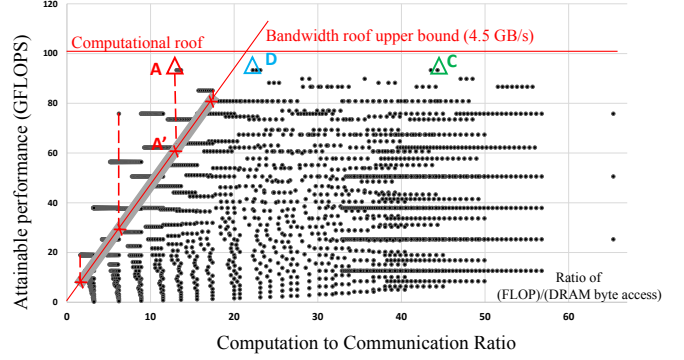 120
Computational roof
Bandwidth roof upper bound (4.5 GB/s)
100
A
D
C
80
A’
60
40
20
0
Attainable performance (GFLOPS)
Ratio of
(FLOP)/(DRAM byte access)
0 10 20 30 40 50 60
Computation to Communication Ratio